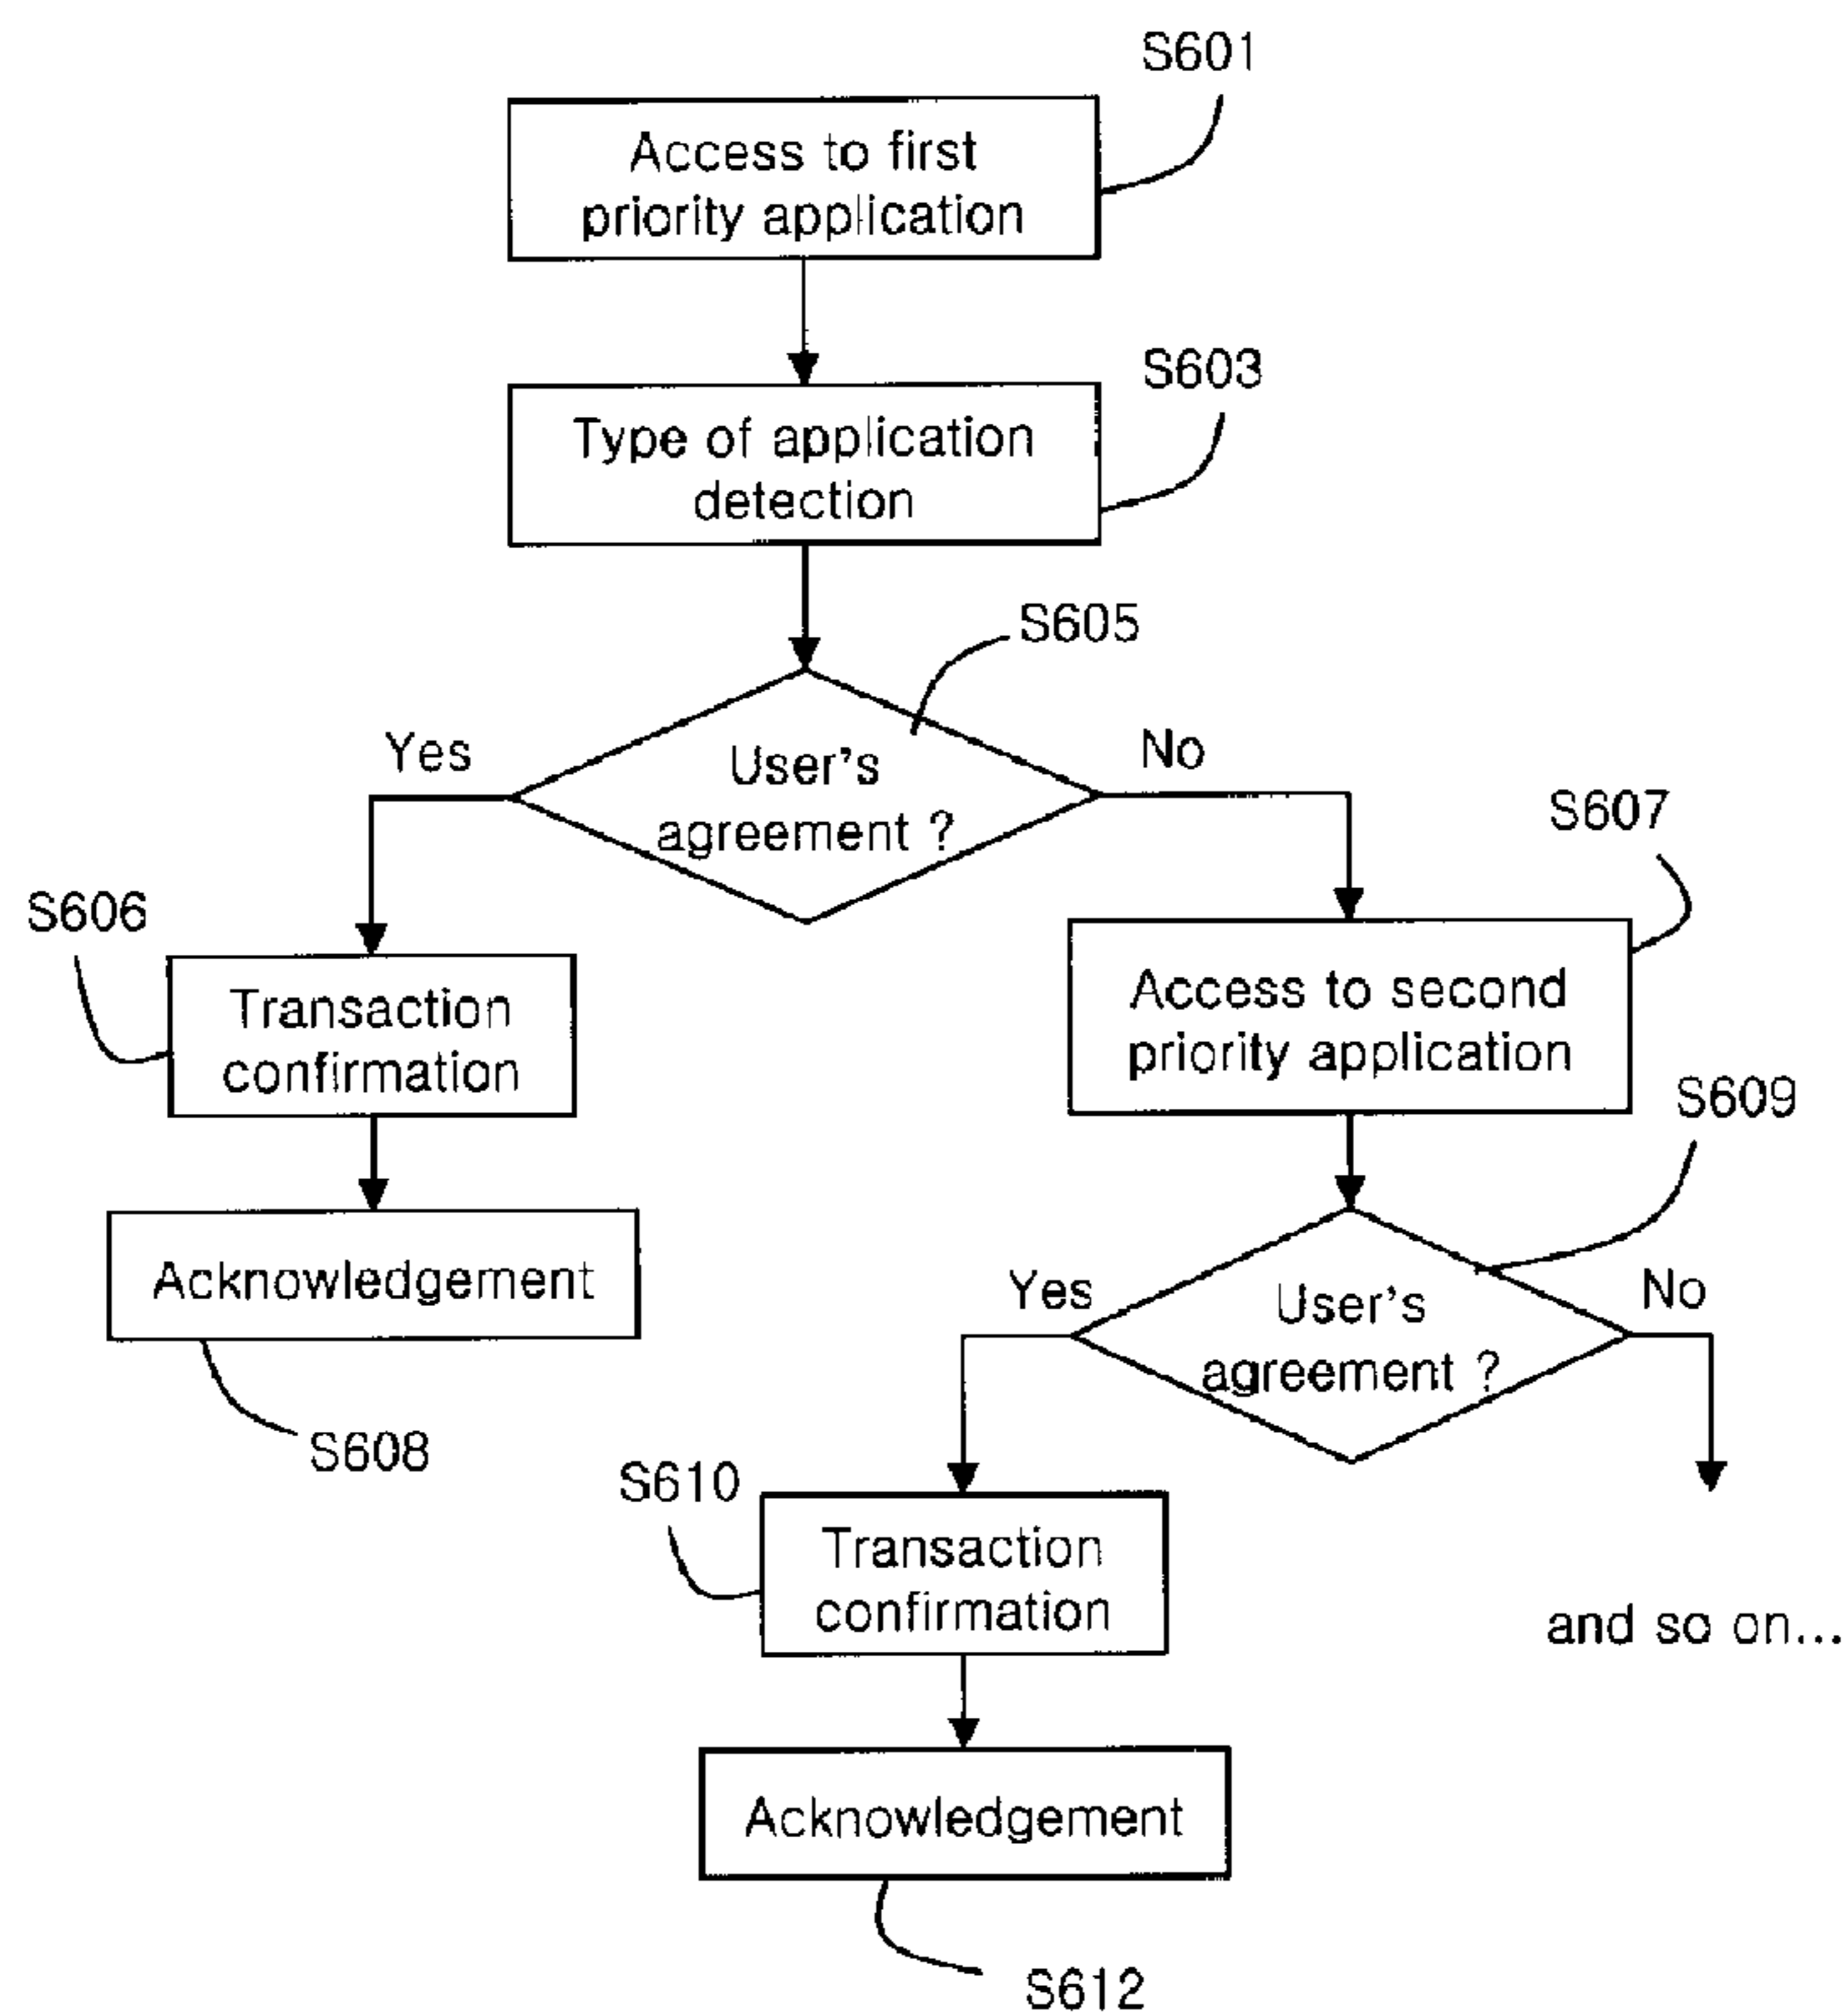 S601
Access to first
priority application
S603
Type of application
detection
S605
Yes
User's
agreement ?
No
S607
S606
Transaction
confirmation
Access to second
priority application
S609
Acknowledgement
S608
Yes
User's
agreement ?
No
S610
Transaction
confirmation
and so on...
Acknowledgement
S612